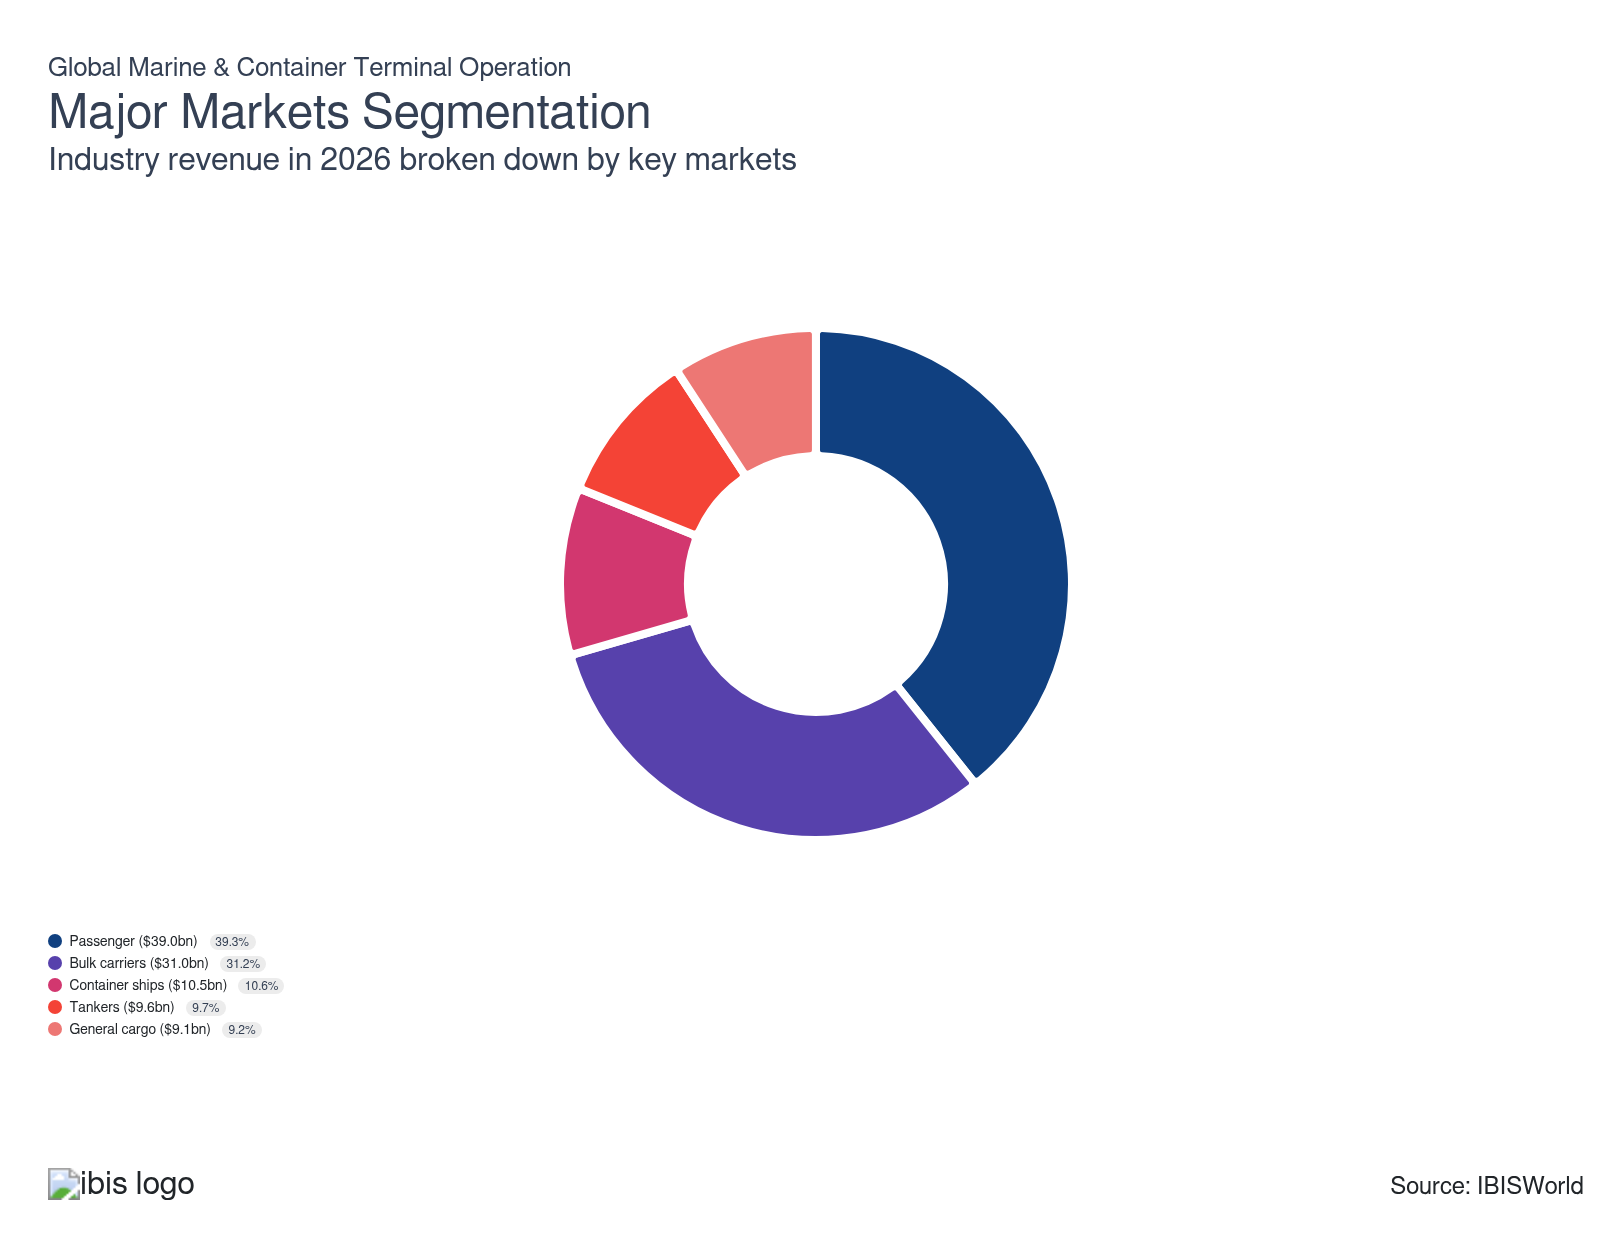 Global Marine & Container Terminal Operation
Major Markets Segmentation
Industry revenue in 2026 broken down by key markets
Passenger ($39.0bn) 39.3%
Bulk carriers ($31.0bn) 31.2%
Container ships ($10.5bn) 10.6%
Tankers ($9.6bn) 9.7%
General cargo ($9.1bn) 9.2%
ibis logo
Source: IBISWorld